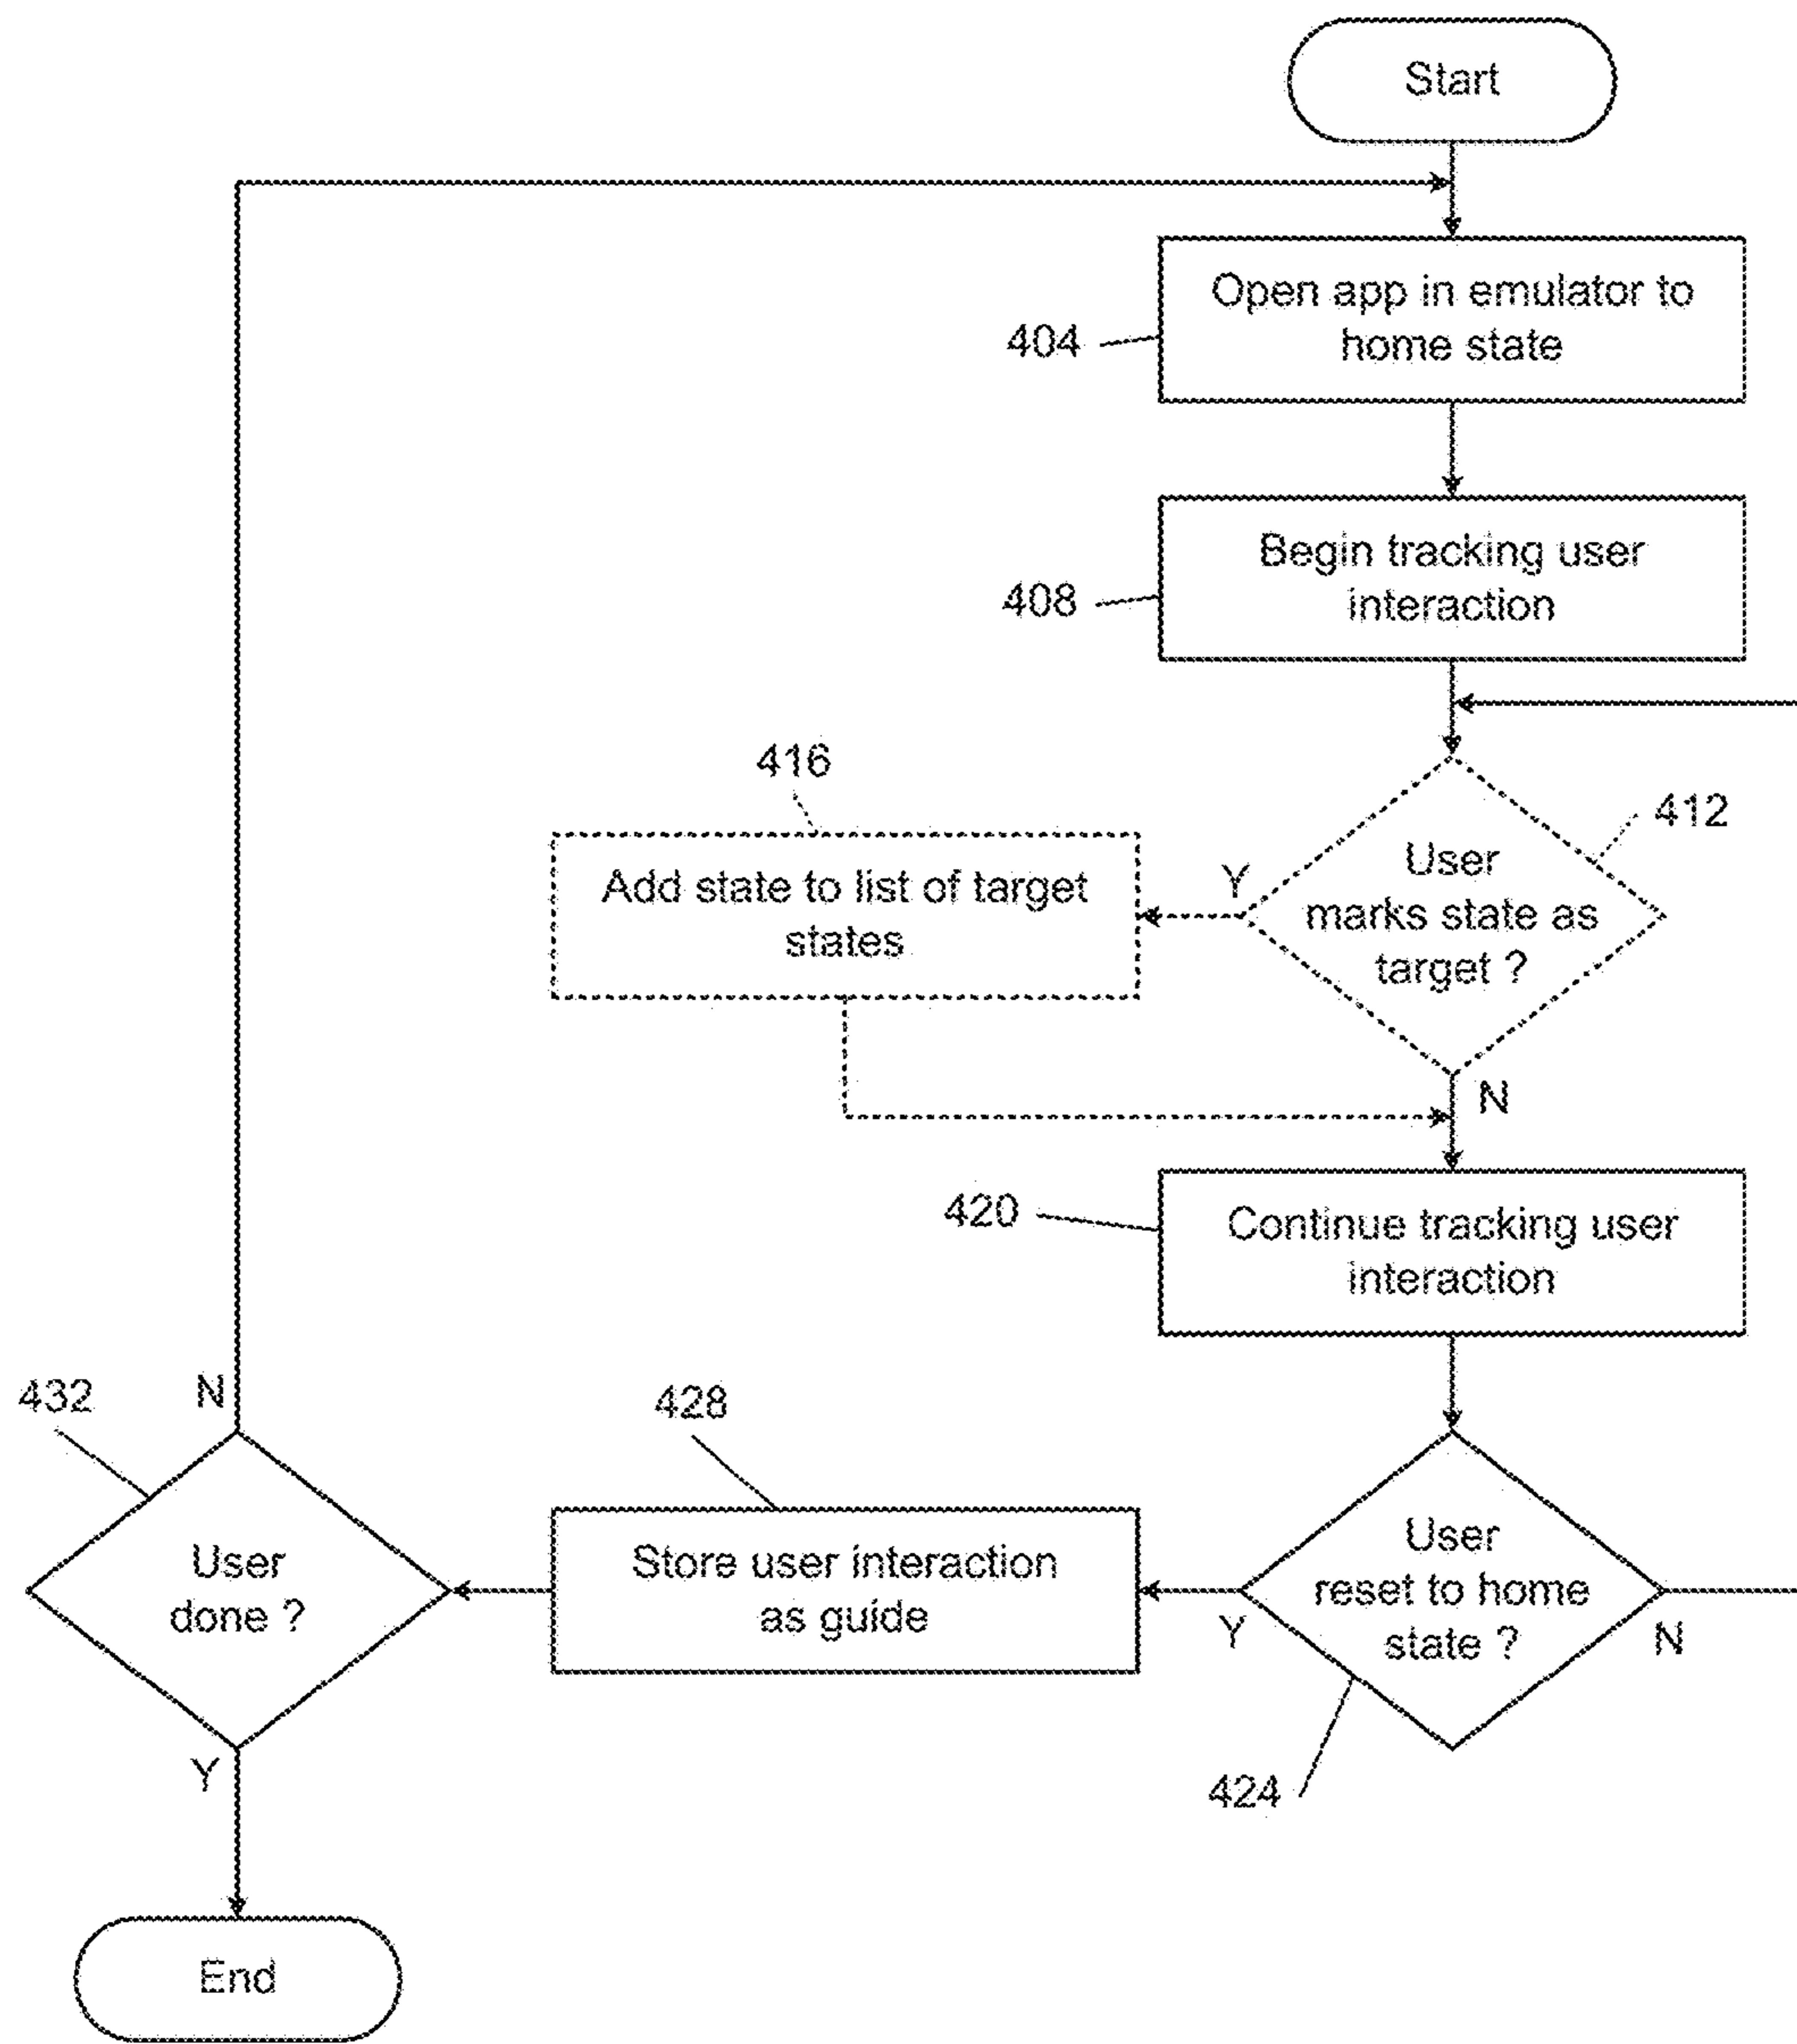 Start
Open app in emulator to
home state
404
Begin tracking user
interaction
408
416
412
Add state to list of target
states
Y
User
marks state as
target ?
N
420
Continue tracking user
interaction
432
N
428
User
done ?
Store user interaction
as guide
Y
User
reset to home
state ?
N
Y
424
End